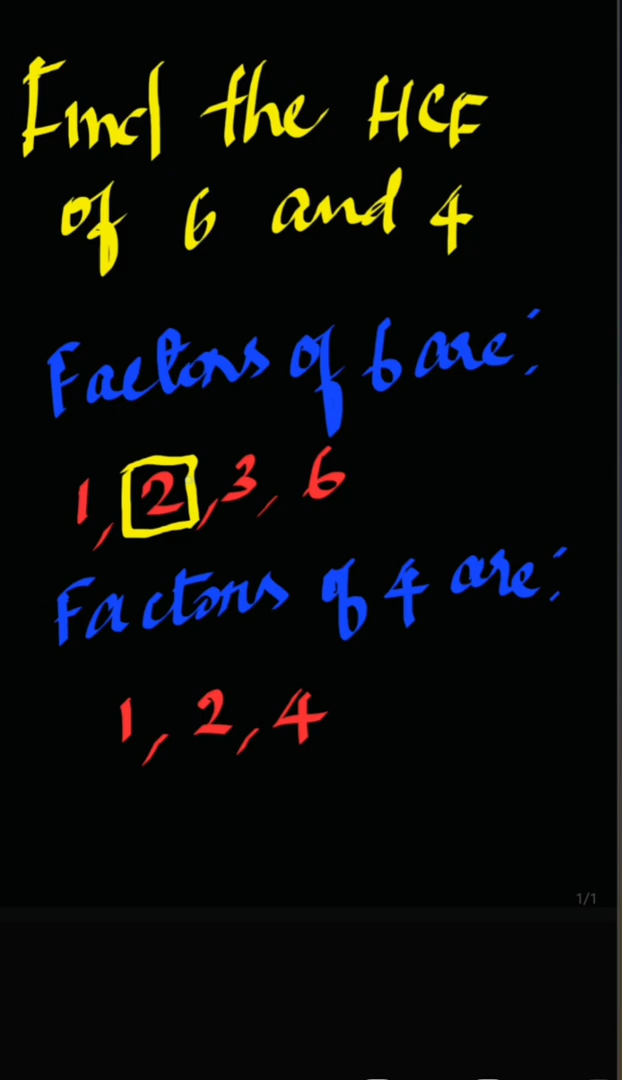 Find the HCF
of 6 and 4
Factors of 6 are:
1, 2, 3, 6
Factors of 4 are:
1, 2, 4
1/1